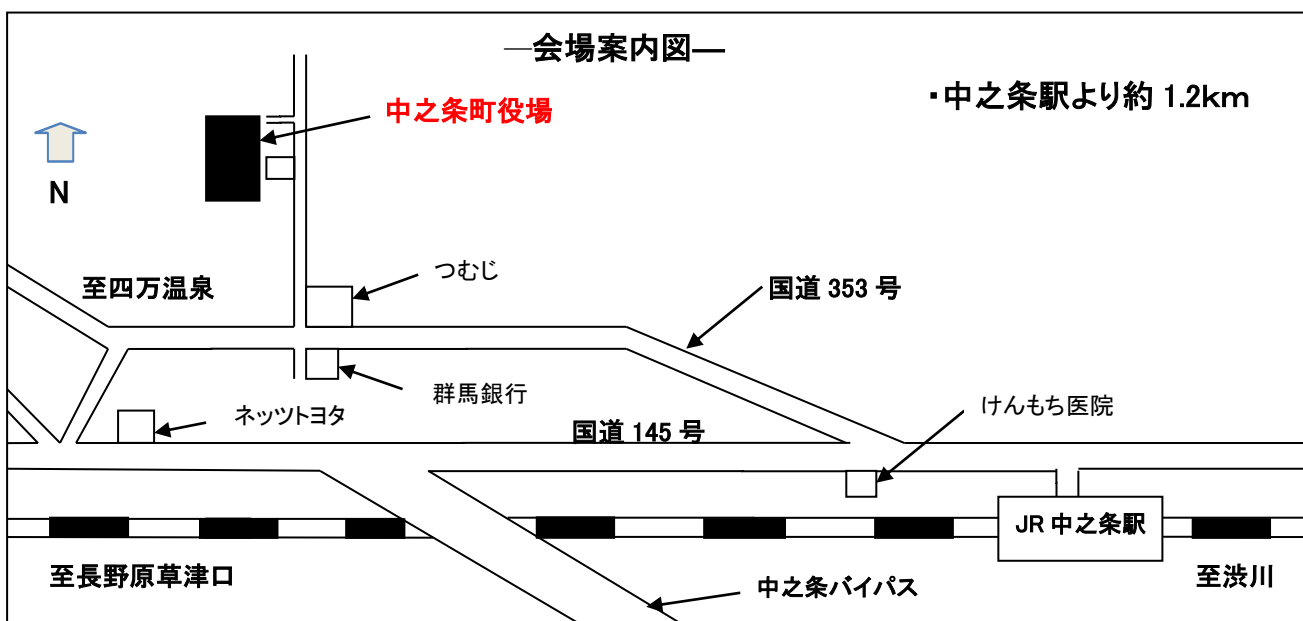 ―会場案内図―
・中之条駅より約 1.2km
中之条町役場
N
つむじ
至四万温泉
国道 353 号
群馬銀行
けんもち医院
ネッツトヨタ
国道 145 号
JR 中之条駅
至長野原草津口
中之条バイパス
至渋川